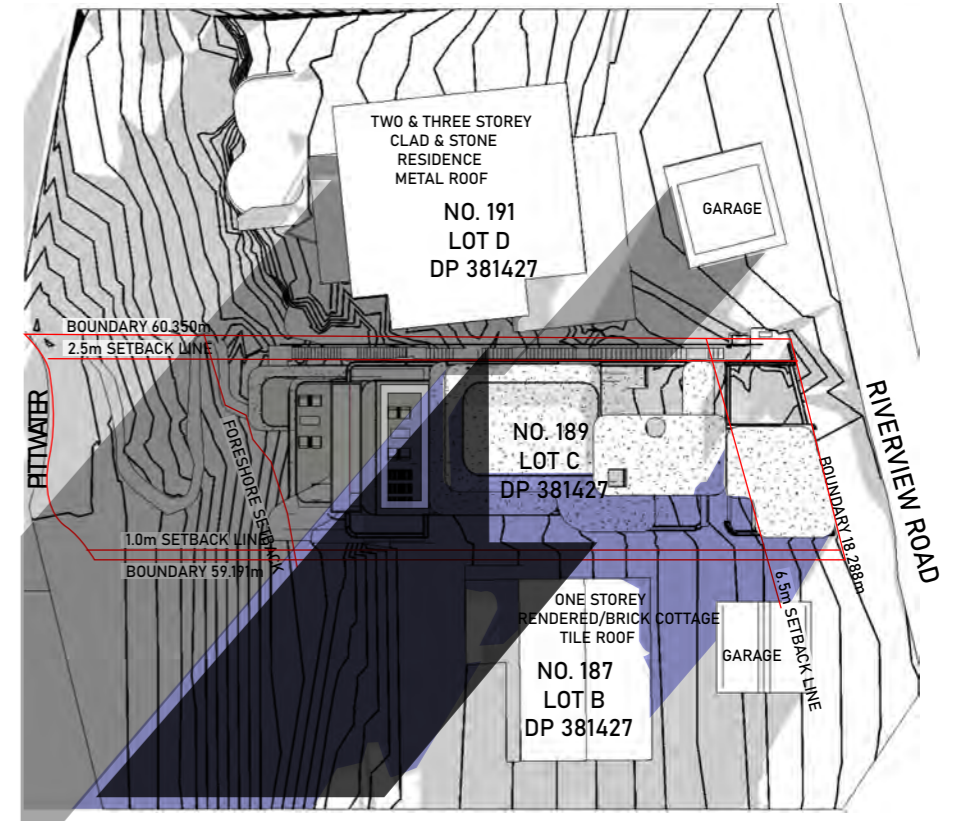 TWO & THREE STOREY
CLAD & STONE
RESIDENCE
METAL ROOF
NO. 191
LOT D
DP 381427
GARAGE
BOUNDARY 60.350m
2.5m SETBACK LINE
PITTWATER
FORESHORE SETBACK
NO. 189
LOT C
DP 381427
RIVERVIEW ROAD
BOUNDARY 18.288m
1.0m SETBACK LINE
BOUNDARY 59.191m
6.5m SETBACK LINE
ONE STOREY
RENDERED/BRICK COTTAGE
TILE ROOF
GARAGE
NO. 187
LOT B
DP 381427